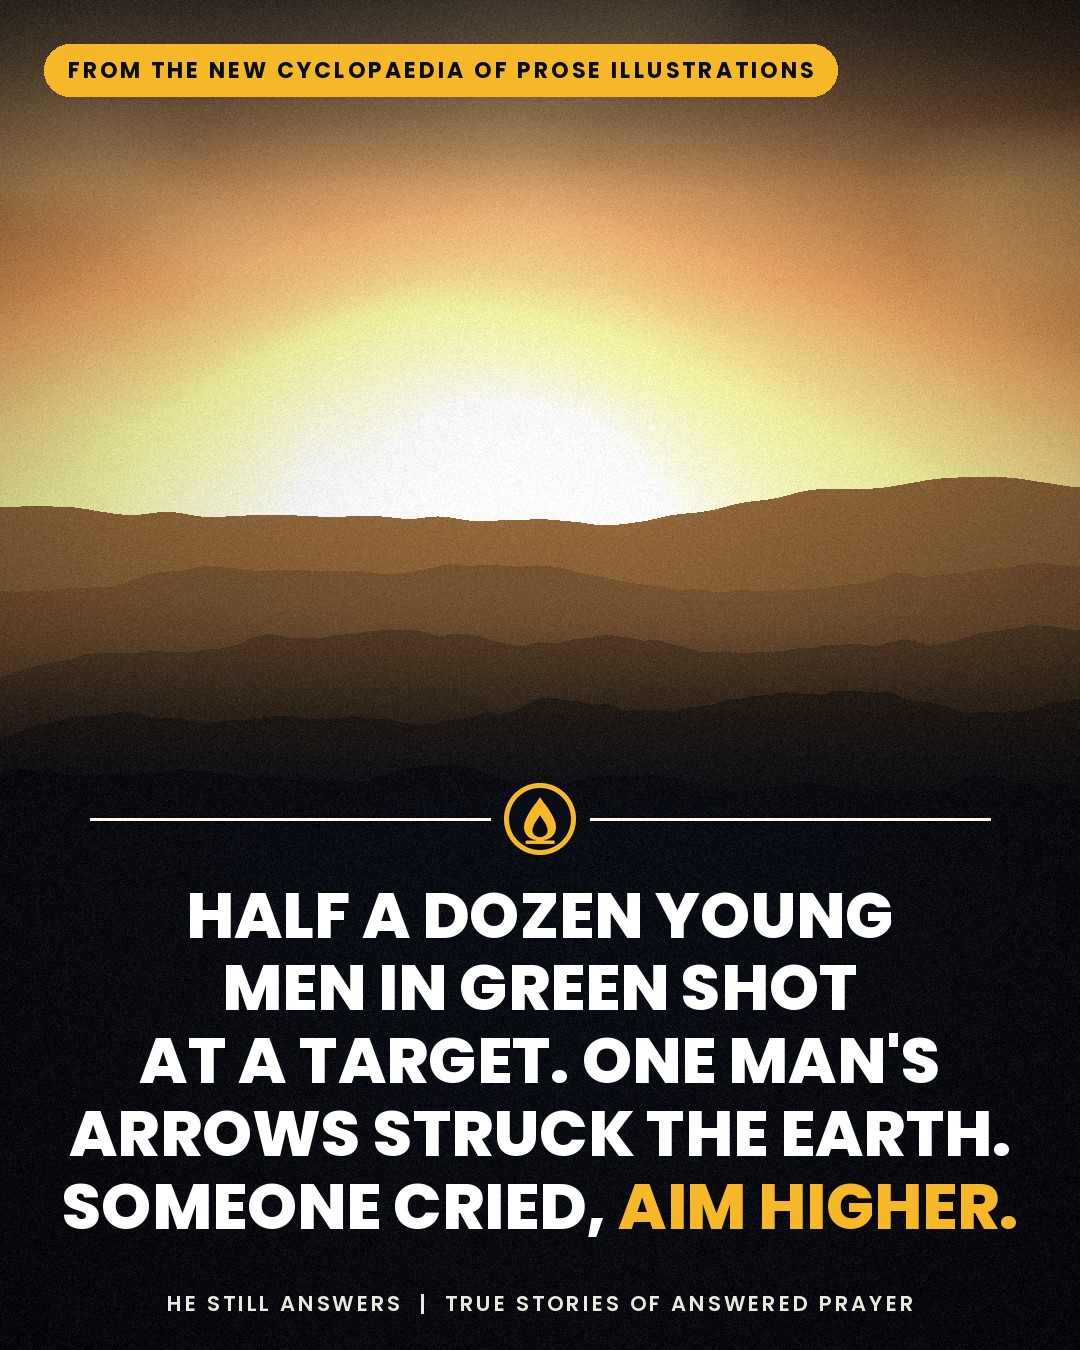 FROM THE NEW CYCLOPAEDIA OF PROSE ILLUSTRATIONS
HALF A DOZEN YOUNG
MEN IN GREEN SHOT
AT A TARGET. ONE MAN'S
ARROWS STRUCK THE EARTH.
SOMEONE CRIED, AIM HIGHER.
HE STILL ANSWERS | TRUE STORIES OF ANSWERED PRAYER